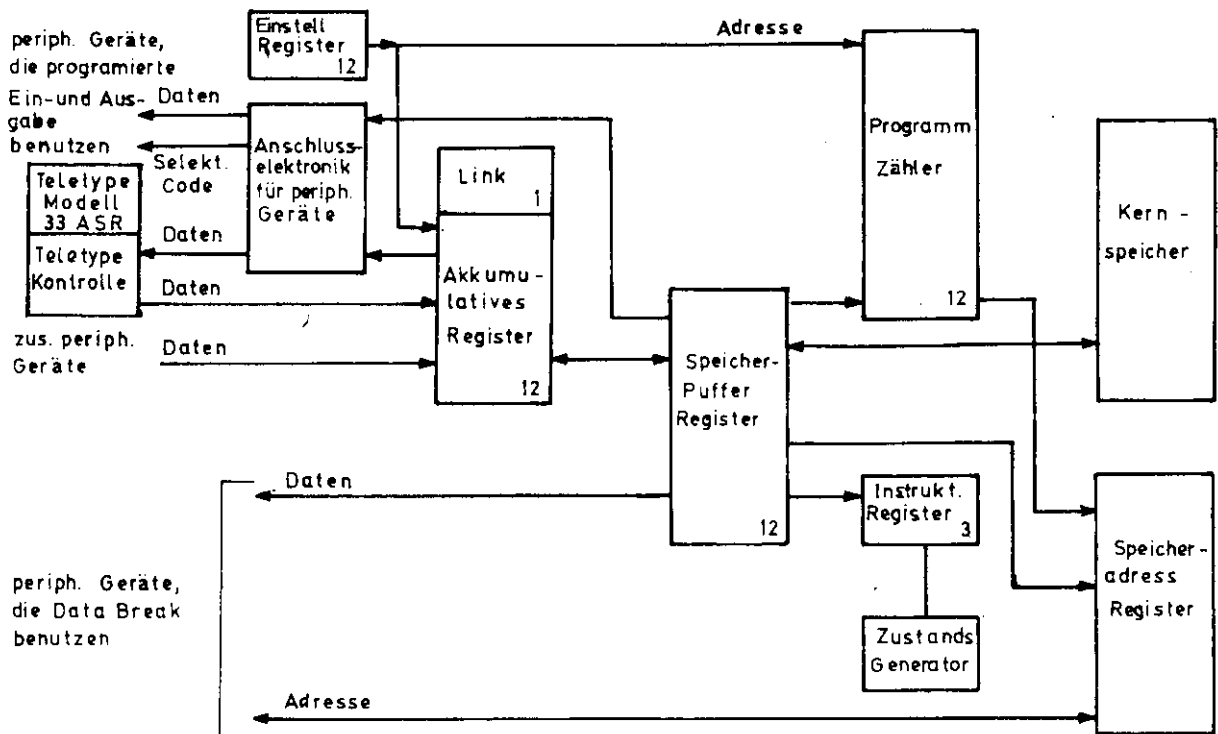 periph. Geräte,
die programierte
Ein-und Aus-
gabe
benutzen
Einstell
Register
12
Adresse
Daten
Selekt.
Code
Anschluss-
elektronik
für periph.
Geräte
Teletype
Modell
33 ASR
Teletype
Kontrolle
Daten
Daten
zus. periph.
Geräte
Daten
Link
1
Akkumu-
latives
Register
12
Programm
Zähler
12
Kern-
speicher
Speicher-
Puffer
Register
12
Daten
Instrukt.
Register
3
Zustands
Generator
Speicher-
adress
Register
periph. Geräte,
die Data Break
benutzen
Adresse